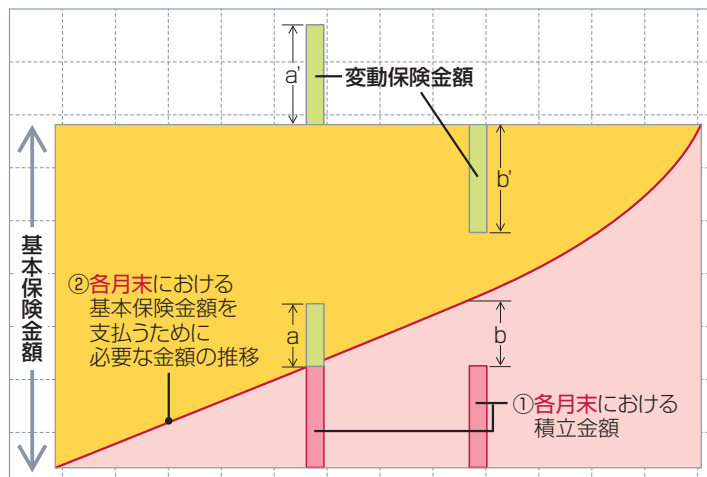 a'
変動保険金額
b'
基本保険金額
②各月末における
基本保険金額を
支払うために
必要な金額の推移
a
b
①各月末における
積立金額